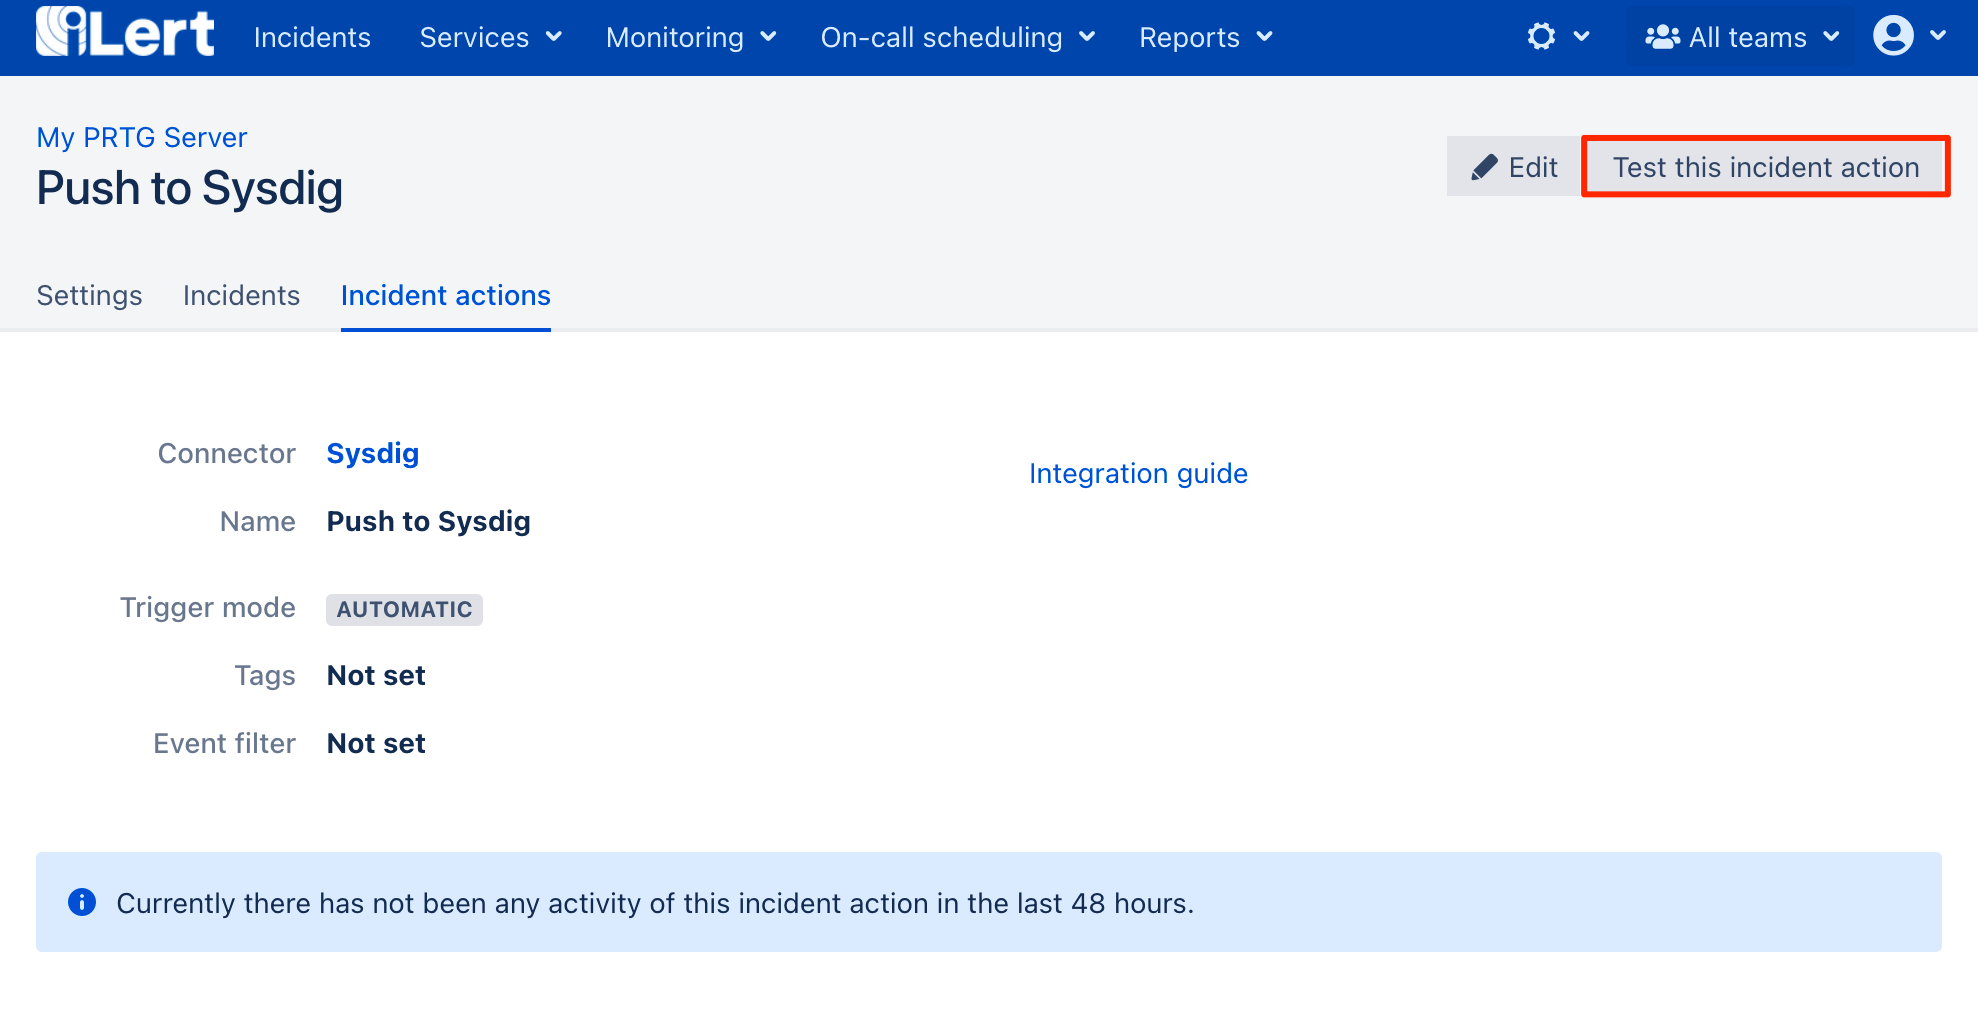 iLert Incidents Services Monitoring On-call scheduling Reports All teams
My PRTG Server
Push to Sysdig
Edit Test this incident action
Settings Incidents Incident actions
Connector Sysdig
Integration guide
Name Push to Sysdig
Trigger mode AUTOMATIC
Tags Not set
Event filter Not set
Currently there has not been any activity of this incident action in the last 48 hours.